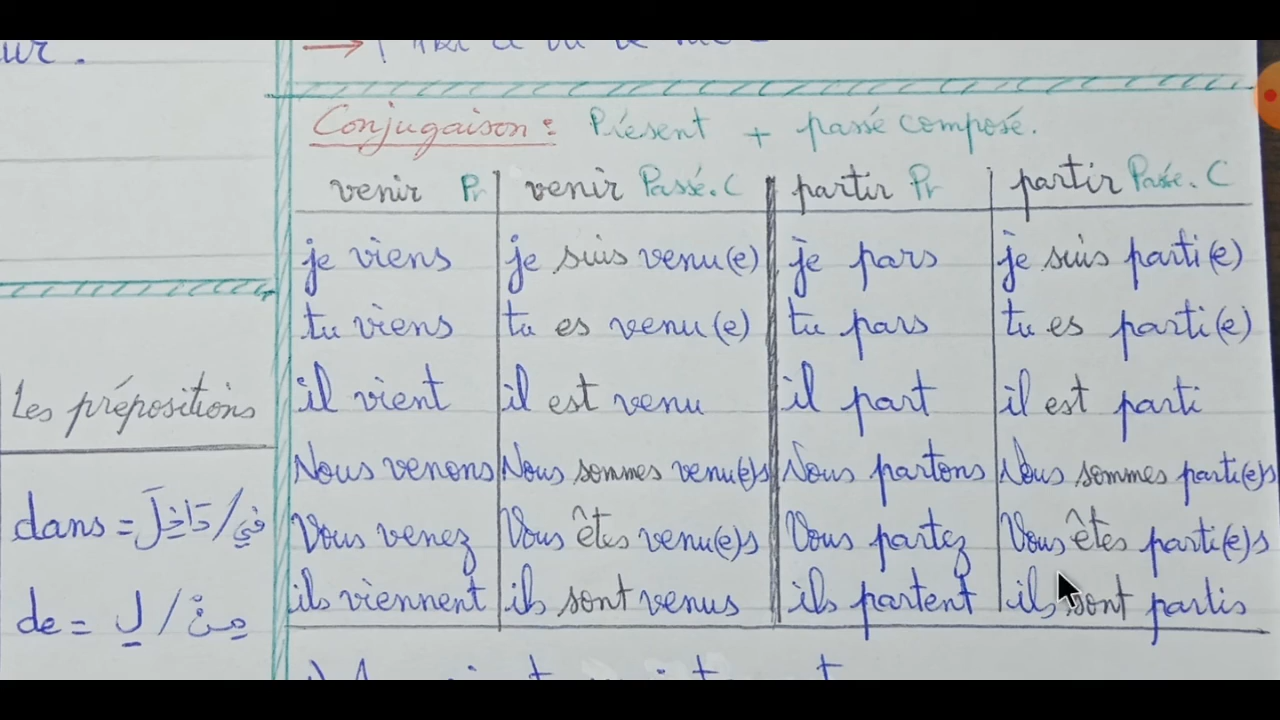 ur.
Conjugaison: Présent + passé composé.
venir Pr venir Passé.C partir Pr partir Passé.C
je viens je suis venu(e) je pars je suis parti(e)
tu viens tu es venu(e) tu pars tu es parti(e)
il vient il est venu il part il est parti
Nous venons Nous sommes venu(e)s Nous partons Nous sommes parti(e)s
Vous venez Vous êtes venu(e)s Vous partez Vous êtes parti(e)s
ils viennent ils sont venus ils partent ils sont partis
Les prépositions
dans = في/دَاخِلَ
de = مِنْ / لِ